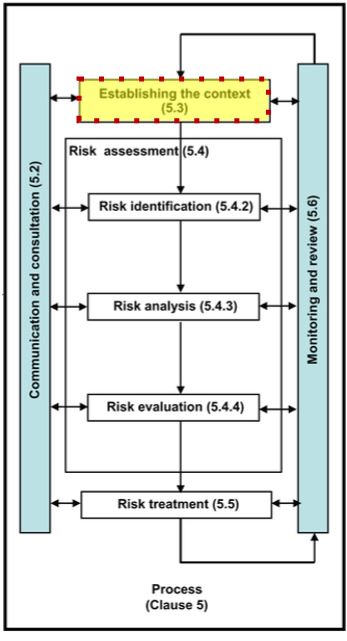 Establishing the context
(5.3)
Risk assessment (5.4)
Communication and consultation (5.2)
Monitoring and review (5.6)
Risk identification (5.4.2)
Risk analysis (5.4.3)
Risk evaluation (5.4.4)
Risk treatment (5.5)
Process
(Clause 5)